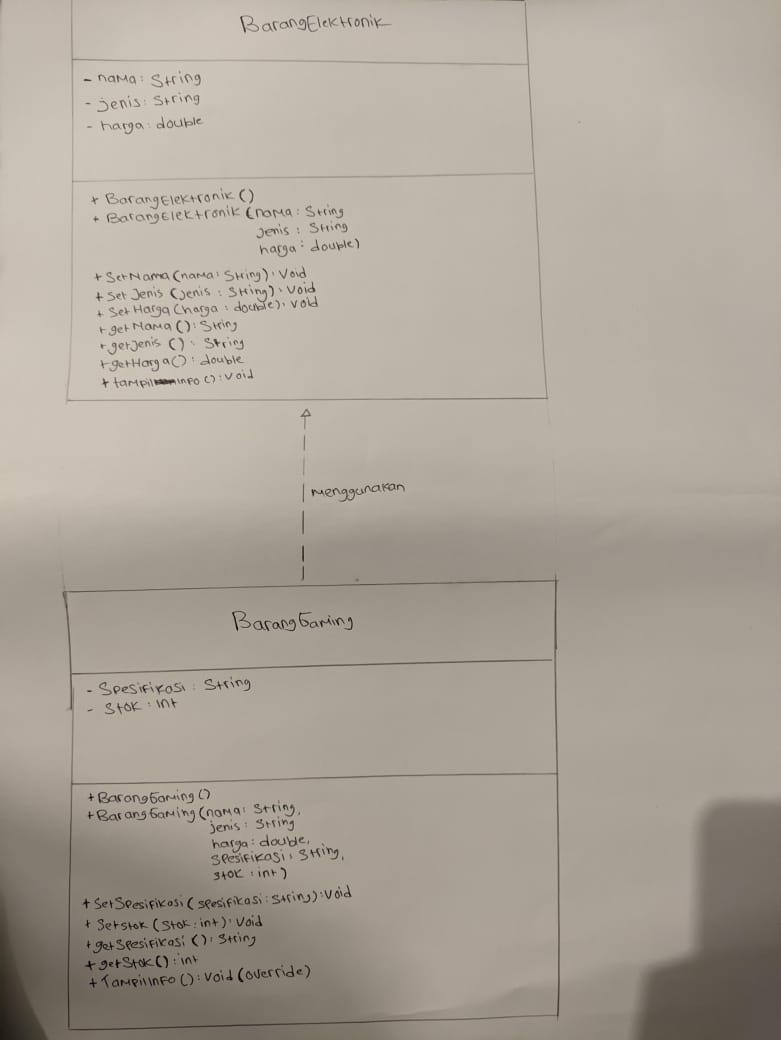 BarangElektronik
- nama : String
- jenis : String
- harga : double
+ BarangElektronik ()
+ BarangElektronik (nama : String
jenis : String
harga : double)
+ SetNama (nama : String) : Void
+ Set Jenis (jenis : String) : Void
+ Set Harga (harga : double) : void
+ get Nama () : String
+ getjenis () : String
+ getHarga () : double
+ tampil info () : Void
menggunakan
BarangGaming
- Spesifikasi : String
- Stok : int
+ BarangGaming ()
+ BarangGaming (nama : String,
jenis : String
harga : double,
Spesifikasi : String,
stok : int)
+ SetSpesifikasi (spesifikasi : String) : Void
+ Setstok (Stok : int) : Void
+ getSpesifikasi () : String
+ getStok () : int
+ TampilInfo () : Void (override)